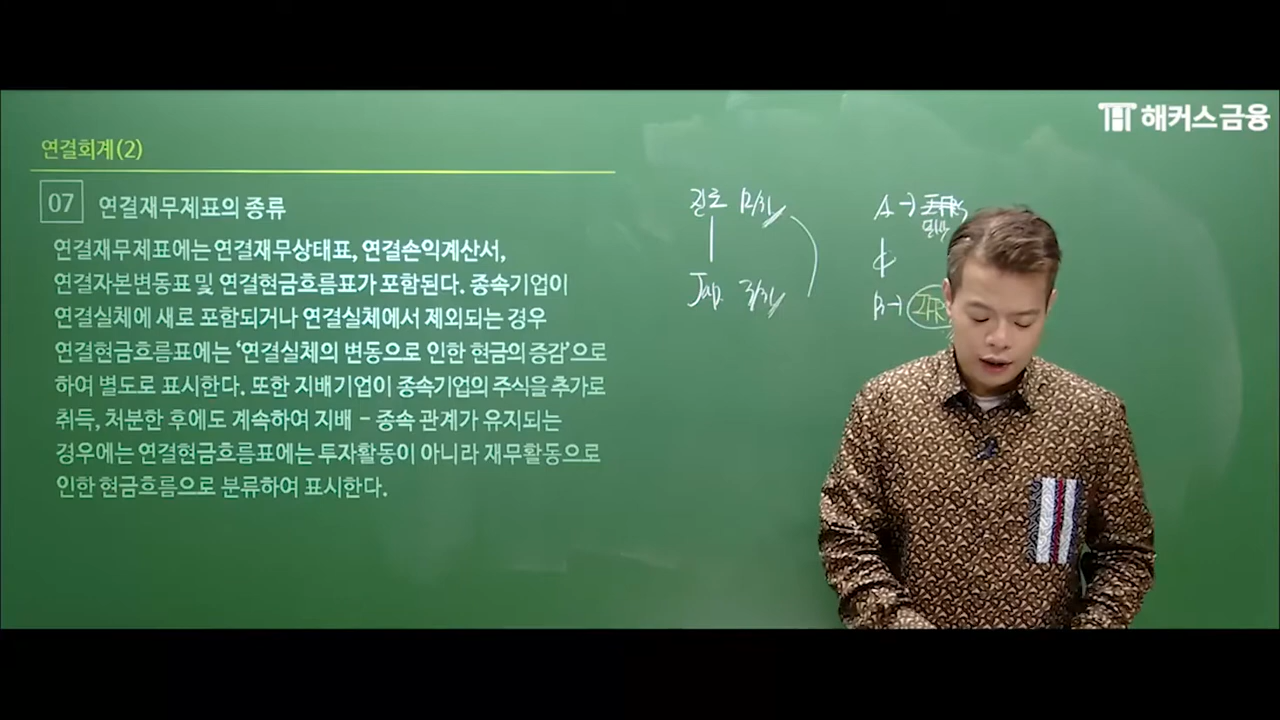 해커스금융
연결회계(2)
07 연결재무제표의 종류
연결재무제표에는 연결재무상태표, 연결손익계산서,
연결자본변동표 및 연결현금흐름표가 포함된다. 종속기업이
연결실체에 새로 포함되거나 연결실체에서 제외되는 경우
연결현금흐름표에는 ‘연결실체의 변동으로 인한 현금의 증감’으로
하여 별도로 표시한다. 또한 지배기업이 종속기업의 주식을 추가로
취득, 처분한 후에도 계속하여 지배 – 종속 관계가 유지되는
경우에는 연결현금흐름표에는 투자활동이 아니라 재무활동으로
인한 현금흐름으로 분류하여 표시한다.
12/31
A →
3/31
B →